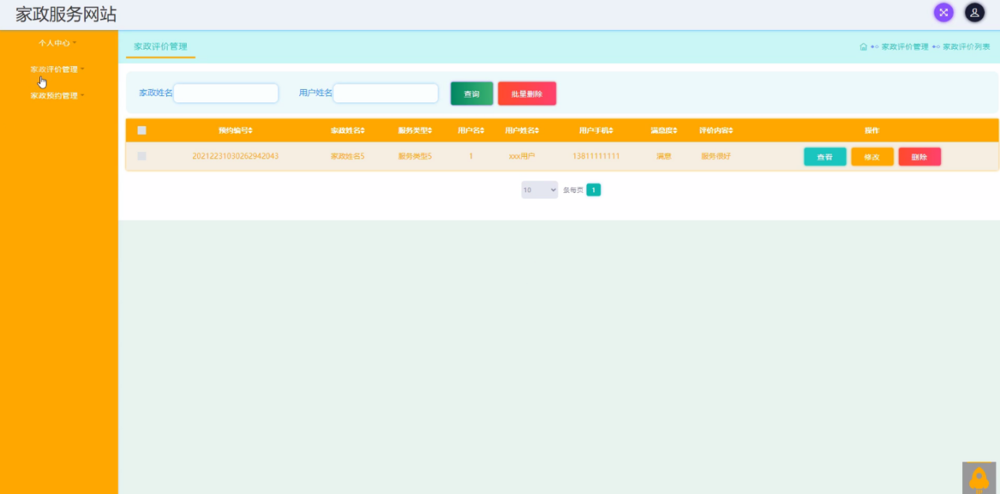 家政服务网站
个人中心
家政评价管理
家政预约管理
家政评价管理
家政评价管理 家政评价列表
家政姓名 用户姓名 查询 批量删除
预约编号 家政姓名 服务类型 用户名 用户姓名 用户手机 满意度 评价内容 操作
20212231030262942043 家政姓名5 服务类型5 1 xxx用户 13811111111 满意 服务很好 查看 修改 删除
10 条每页 1